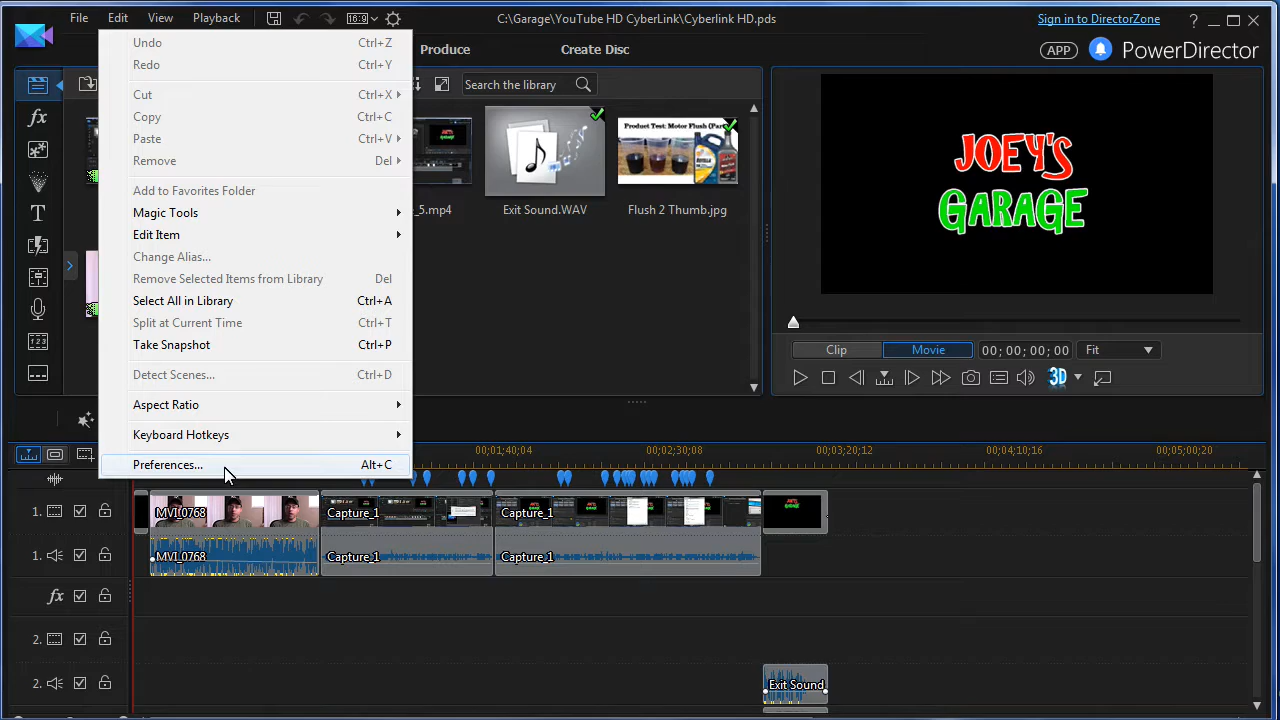 File Edit View Playback 16:9 C:\Garage\YouTube HD CyberLink\Cyberlink HD.pds Sign in to DirectorZone ?
Produce Create Disc APP PowerDirector
Undo Ctrl+Z
Redo Ctrl+Y
Cut Ctrl+X
Copy Ctrl+C
Paste Ctrl+V
Remove Del
Add to Favorites Folder
Magic Tools
Edit Item
Change Alias...
Remove Selected Items from Library Del
Select All in Library Ctrl+A
Split at Current Time Ctrl+T
Take Snapshot Ctrl+P
Detect Scenes... Ctrl+D
Aspect Ratio
Keyboard Hotkeys
Preferences... Alt+C
fx
T
Search the library
Product Test: Motor Flush (Par
_5.mp4 Exit Sound.WAV Flush 2 Thumb.jpg
JOEY'S
GARAGE
Clip Movie 00; 00; 00; 00 Fit
3D
00;01;40;04 00;02;30;06 00;03;20;08 00;04;10;16 00;05;00;20
1. MVI_0768 Capture_1 Capture_1
1. MVI_0768 Capture_1 Capture_1
fx
2.
2. Exit Sound